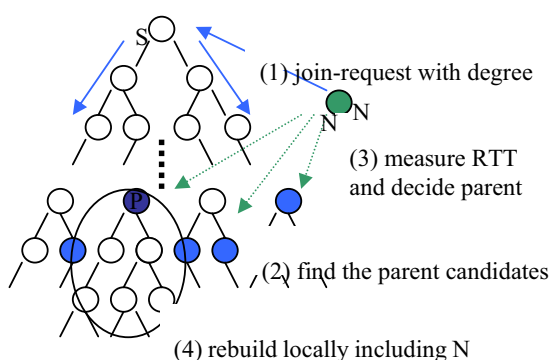 S
(1) join-request with degree
N
N
(3) measure RTT
and decide parent
P
(2) find the parent candidates
(4) rebuild locally including N